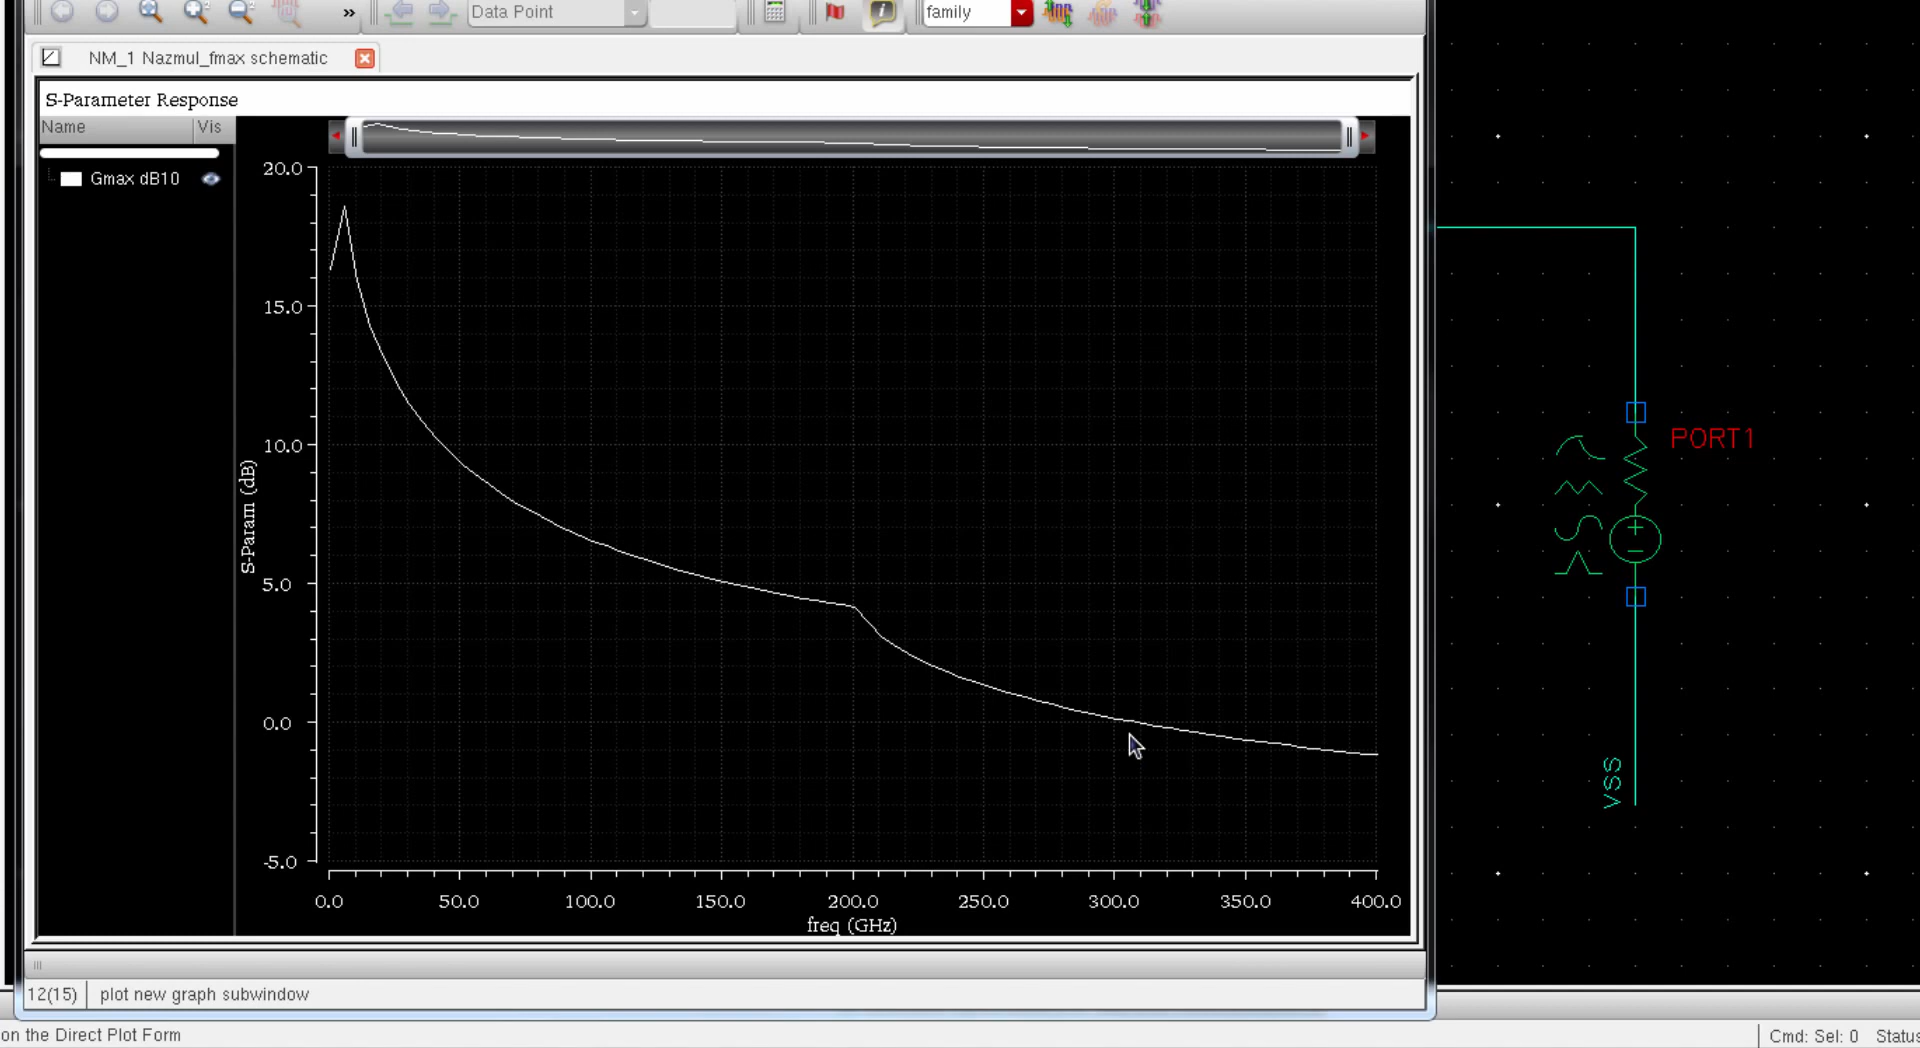 » Data Point family
NM_1 Nazmul_fmax schematic
S-Parameter Response
Name Vis
Gmax dB10
20.0
15.0
10.0
5.0
0.0
-5.0
S-Param (dB)
0.0 50.0 100.0 150.0 200.0 250.0 300.0 350.0 400.0
freq (GHz)
PORT1
VSS
12(15) plot new graph subwindow
on the Direct Plot Form
Cmd: Sel: 0 Status